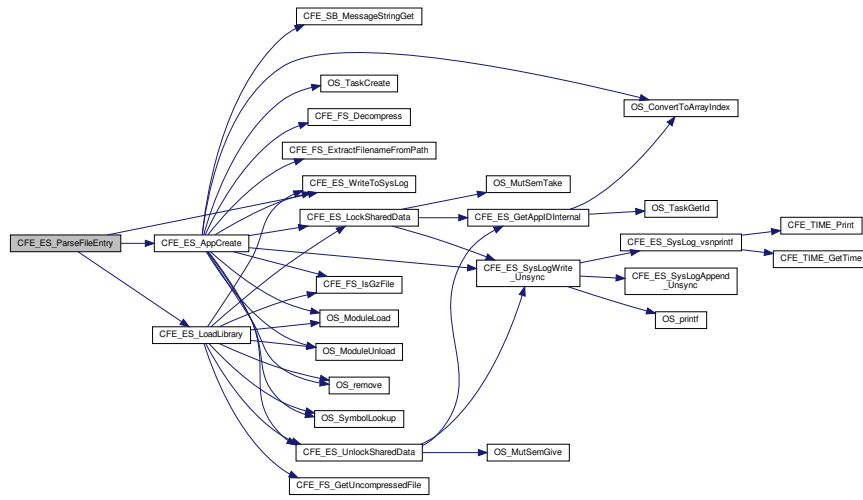 CFE_SB_MessageStringGet
OS_TaskCreate
OS_ConvertToArrayIndex
CFE_FS_Decompress
CFE_FS_ExtractFilenameFromPath
CFE_ES_WriteToSysLog
OS_MutSemTake
OS_TaskGetId
CFE_ES_LockSharedData
CFE_ES_GetAppIDInternal
CFE_TIME_Print
CFE_ES_ParseFileEntry
CFE_ES_AppCreate
CFE_ES_SysLog_vsnprintf
CFE_TIME_GetTime
CFE_ES_SysLogWrite
_Unsync
CFE_FS_IsGzFile
CFE_ES_SysLogAppend
_Unsync
OS_ModuleLoad
OS_printf
CFE_ES_LoadLibrary
OS_ModuleUnload
OS_remove
OS_SymbolLookup
CFE_ES_UnlockSharedData
OS_MutSemGive
CFE_FS_GetUncompressedFile